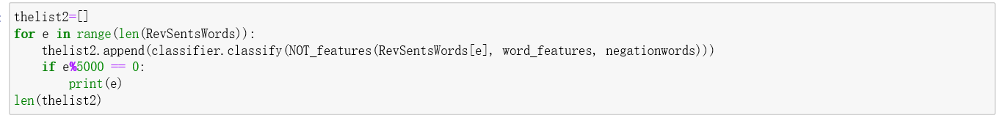 thelist2=[]
for e in range(len(RevSentsWords)):
    thelist2.append(classifier.classify(NOT_features(RevSentsWords[e], word_features, negationwords)))
    if e%5000 == 0:
        print(e)
len(thelist2)